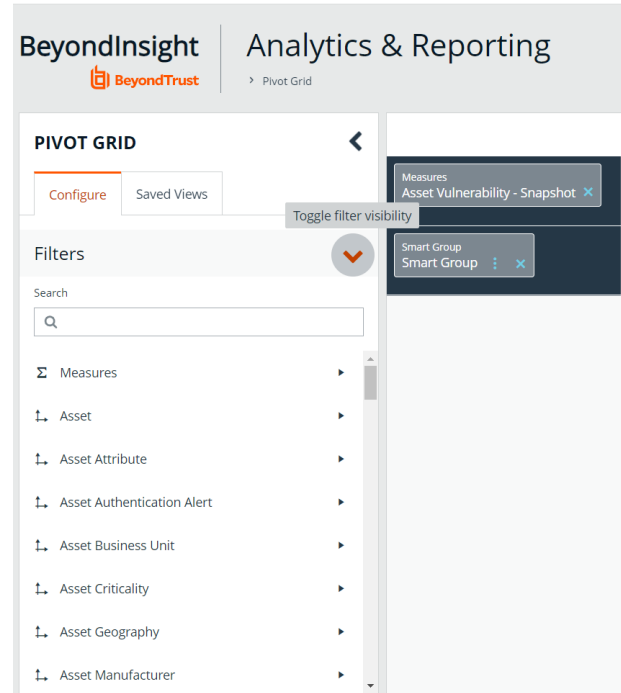 BeyondInsight
BeyondTrust
Analytics & Reporting
> Pivot Grid
PIVOT GRID
Configure
Saved Views
Toggle filter visibility
Filters
Search
Σ Measures
Asset
Asset Attribute
Asset Authentication Alert
Asset Business Unit
Asset Criticality
Asset Geography
Asset Manufacturer
Measures
Asset Vulnerability - Snapshot ×
Smart Group
Smart Group ⋮ ×